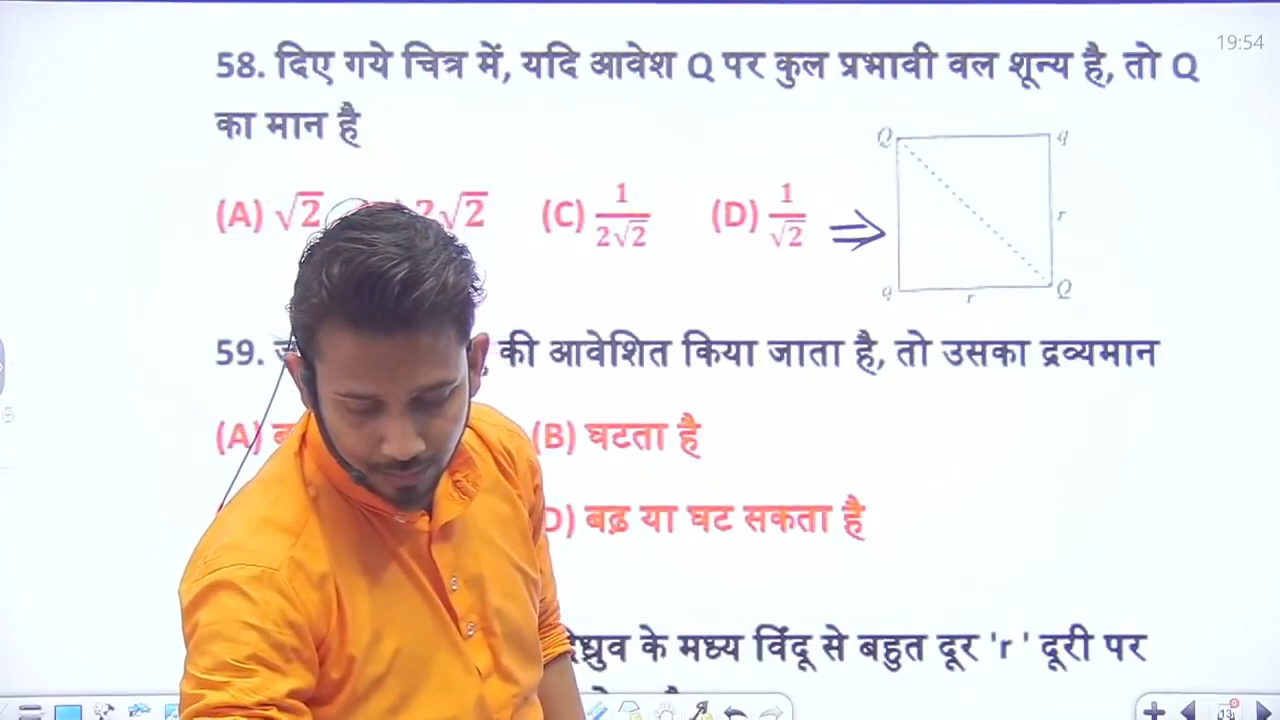 19:54
58. दिए गये चित्र में, यदि आवेश Q पर कुल प्रभावी वल शून्य है, तो Q
का मान है
(A) √2 2√2 (C) 1/2√2 (D) 1/√2
Q q
r
q r Q
59. की आवेशित किया जाता है, तो उसका द्रव्यमान
(A) (B) घटता है
D) बढ़ या घट सकता है
के मध्य विंदू से बहुत दूर 'r ' दूरी पर